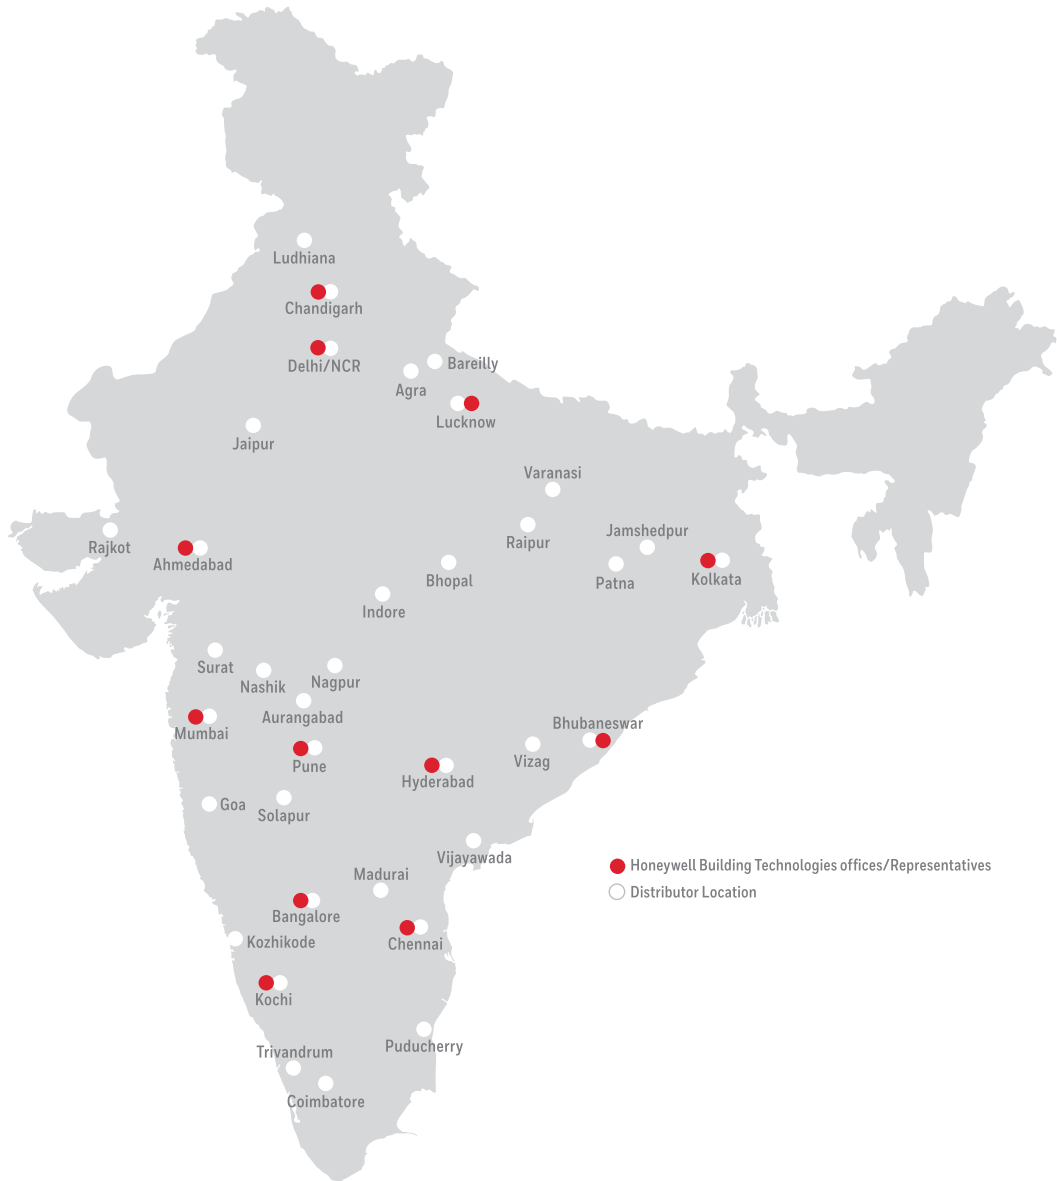 Ludhiana
Chandigarh
Delhi/NCR
Bareilly
Agra
Lucknow
Jaipur
Varanasi
Jamshedpur
Raipur
Rajkot
Ahmedabad
Bhopal
Patna
Kolkata
Indore
Surat
Nashik
Nagpur
Aurangabad
Bhubaneswar
Mumbai
Pune
Vizag
Hyderabad
Goa
Solapur
Vijayawada
Honeywell Building Technologies offices/Representatives
Distributor Location
Madurai
Bangalore
Kozhikode
Chennai
Kochi
Puducherry
Trivandrum
Coimbatore